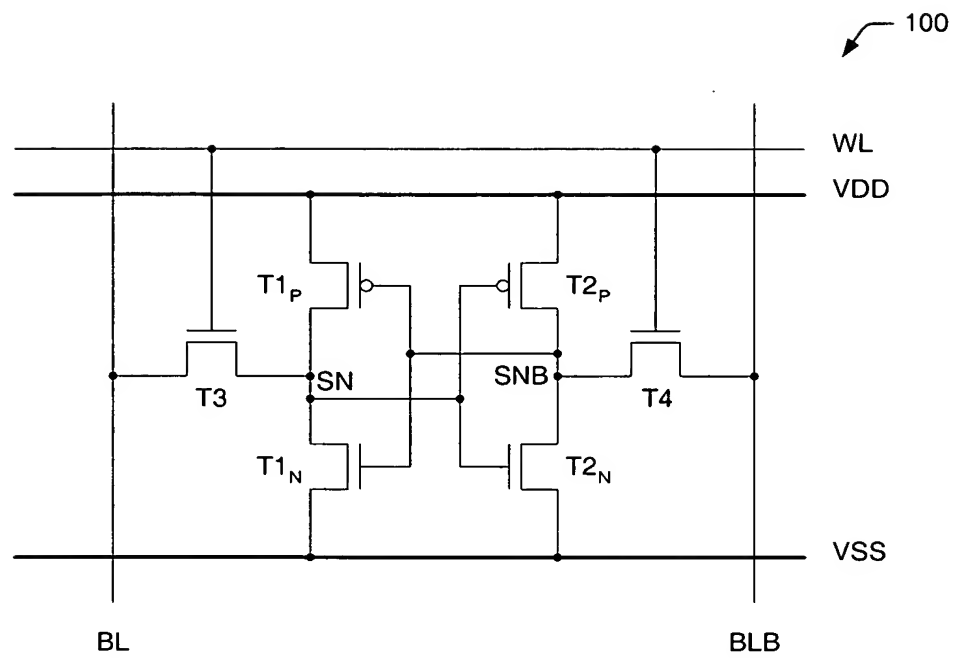 100
WL
VDD
T1P T2P
SN SNB
T3 T4
T1N T2N
VSS
BL BLB